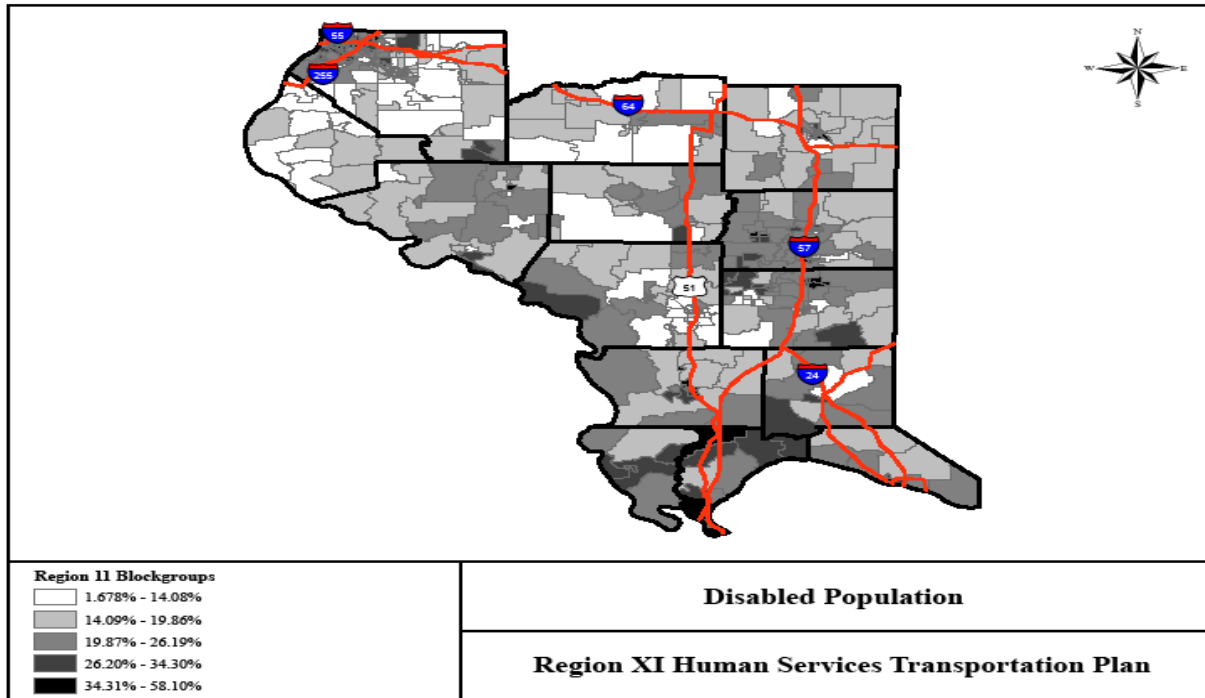 55
N
W E
S
255
64
57
51
24
Region 11 Blockgroups
1.678% - 14.08%
14.09% - 19.86%
19.87% - 26.19%
26.20% - 34.30%
34.31% - 58.10%
Disabled Population
Region XI Human Services Transportation Plan